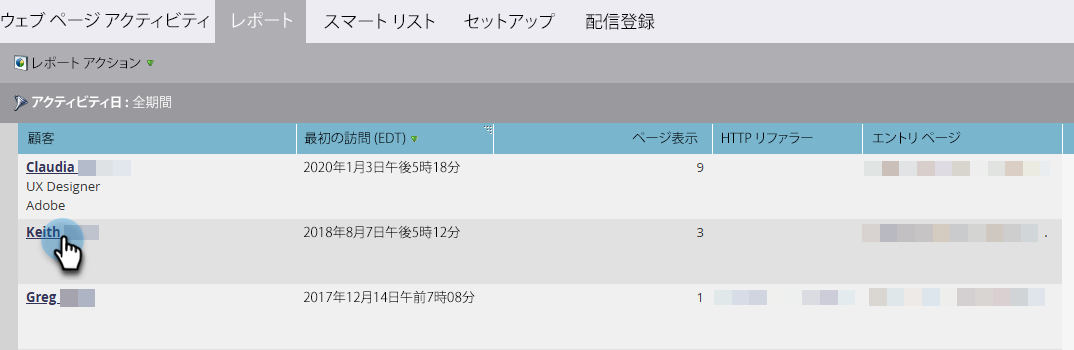 ウェブ ページ アクティビティ レポート スマート リスト セットアップ 配信登録
レポート アクション
アクティビティ日 : 全期間
顧客 最初の訪問 (EDT) ページ表示 HTTP リファラー エントリ ページ
Claudia 2020年1月3日午後5時18分 9
UX Designer
Adobe
Keith 2018年8月7日午後5時12分 3
Greg 2017年12月14日午前7時08分 1